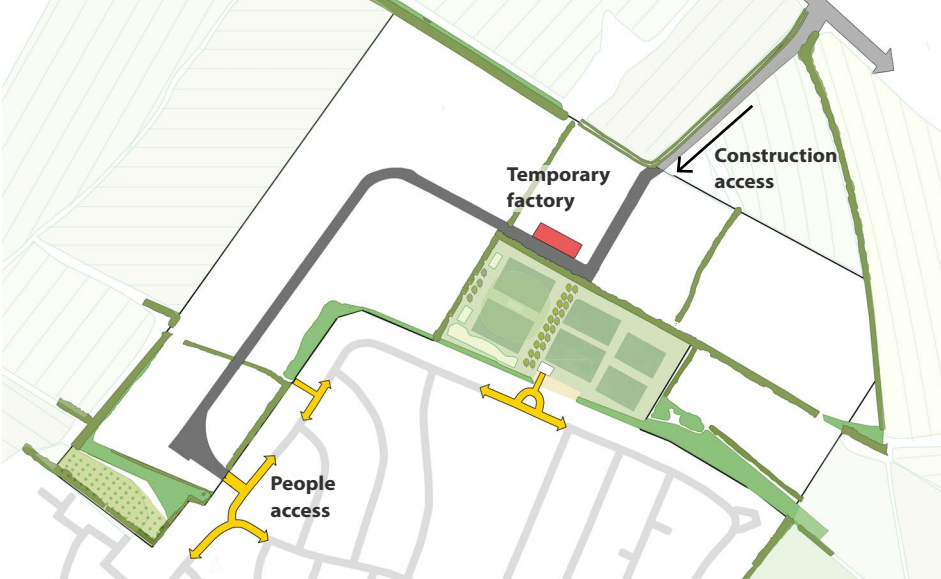 Temporary
factory
Construction
access
People
access